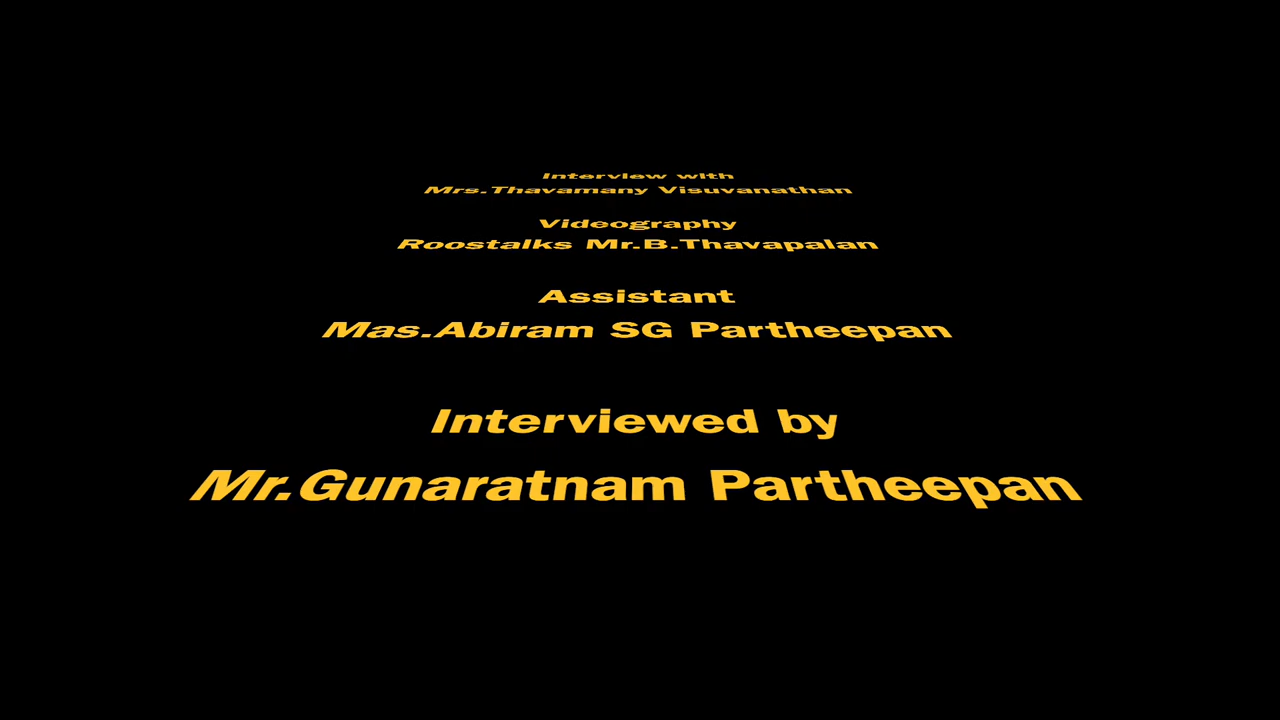 Interview with
Mrs.Thavamany Visuvanathan
Videography
Roostalks Mr.B.Thavapalan
Assistant
Mas.Abiram SG Partheepan
Interviewed by
Mr.Gunaratnam Partheepan